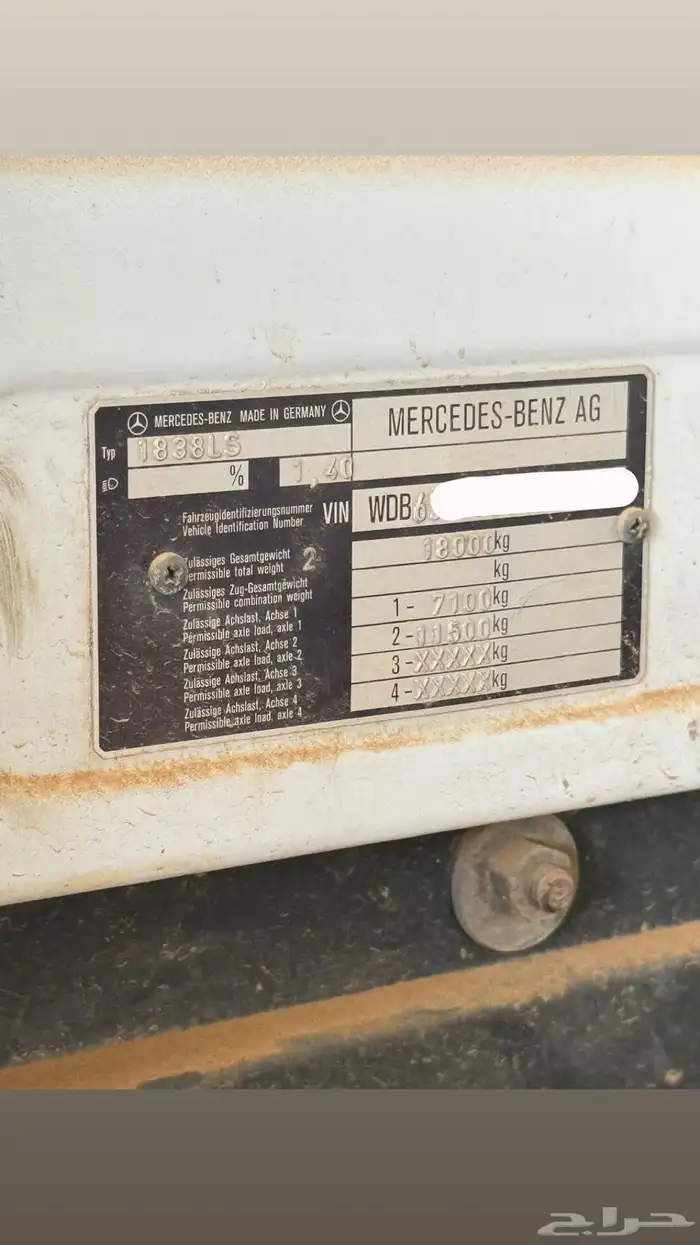 MERCEDES-BENZ MADE IN GERMANY
MERCEDES-BENZ AG
Typ 1838LS
% 1,40
Fahrzeugidentifizierungsnummer
Vehicle Identification Number
VIN WDB6
Zulässiges Gesamtgewicht
Permissible total weight 2
18000kg
Zulässiges Zug-Gesamtgewicht
Permissible combination weight
kg
Zulässige Achslast, Achse 1
Permissible axle load, axle 1
1- 7100kg
Zulässige Achslast, Achse 2
Permissible axle load, axle 2
2-11500kg
Zulässige Achslast, Achse 3
Permissible axle load, axle 3
3-XXXXXkg
Zulässige Achslast, Achse 4
Permissible axle load, axle 4
4-XXXXXkg
حراج